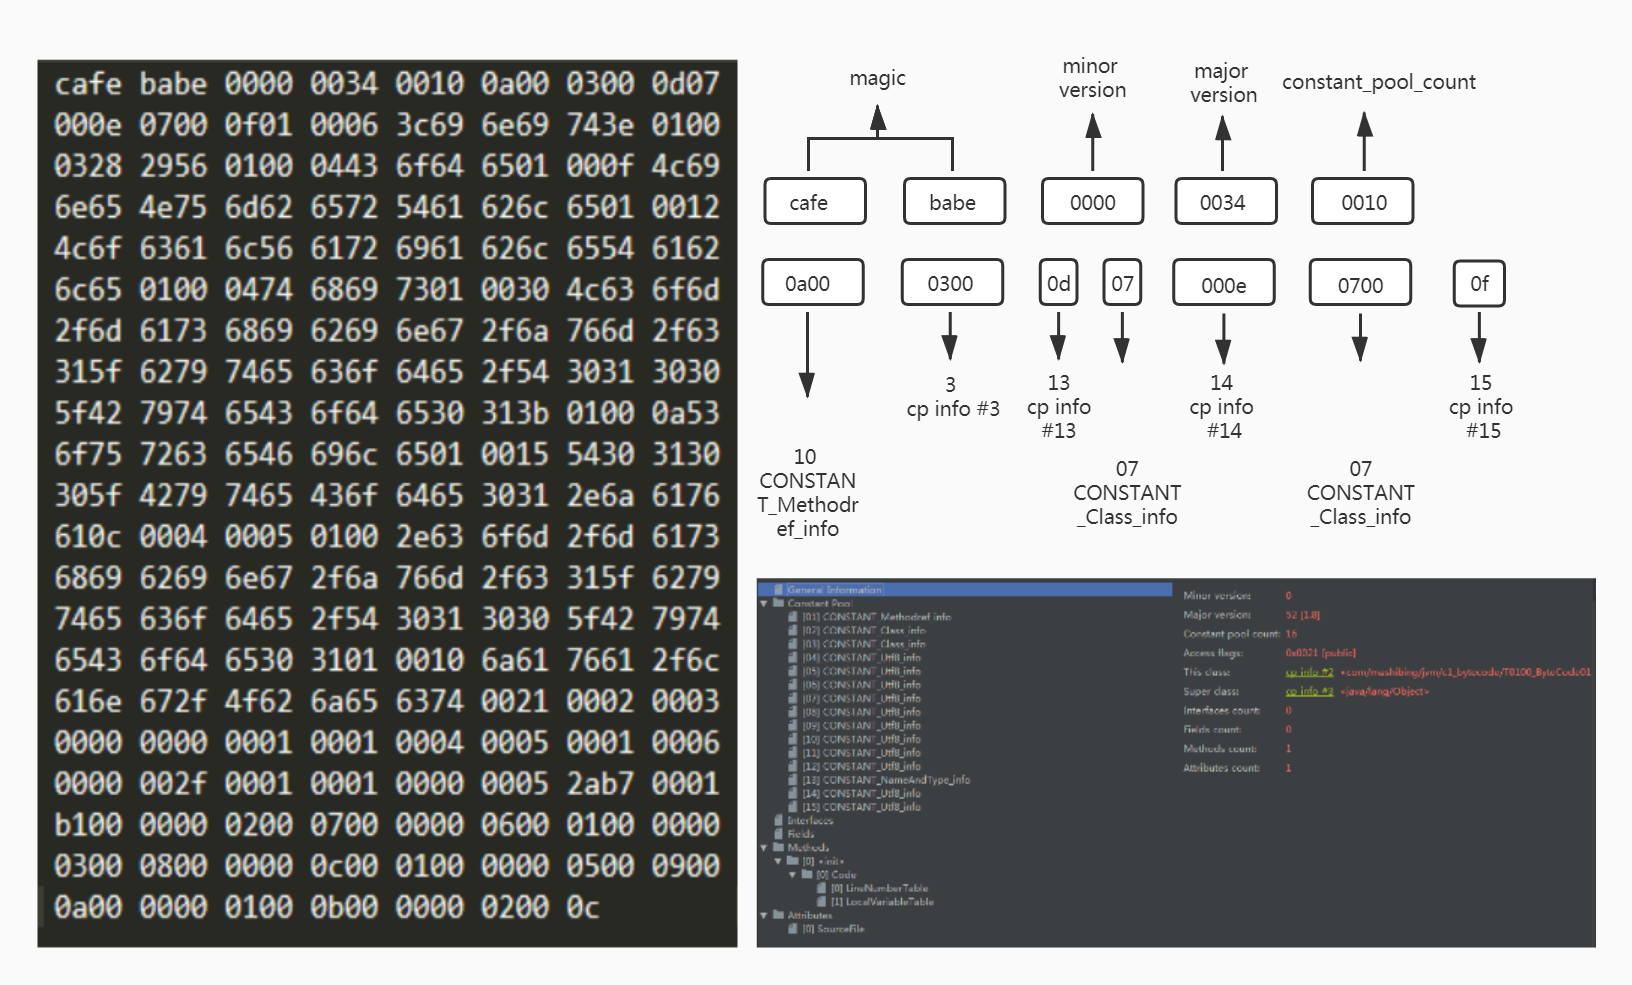 cafe babe 0000 0034 0010 0a00 0300 0d07
000e 0700 0f01 0006 3c69 6e69 743e 0100
0328 2956 0100 0443 6f64 6501 000f 4c69
6e65 4e75 6d62 6572 5461 626c 6501 0012
4c6f 6361 6c56 6172 6961 626c 6554 6162
6c65 0100 0474 6869 7301 0030 4c63 6f6d
2f6d 6173 6869 6269 6e67 2f6a 766d 2f63
315f 6279 7465 636f 6465 2f54 3031 3030
5f42 7974 6543 6f64 6530 313b 0100 0a53
6f75 7263 6546 696c 6501 0015 5430 3130
305f 4279 7465 436f 6465 3031 2e6a 6176
610c 0004 0005 0100 2e63 6f6d 2f6d 6173
6869 6269 6e67 2f6a 766d 2f63 315f 6279
7465 636f 6465 2f54 3031 3030 5f42 7974
6543 6f64 6530 3101 0010 6a61 7661 2f6c
616e 672f 4f62 6a65 6374 0021 0002 0003
0000 0000 0001 0001 0004 0005 0001 0006
0000 002f 0001 0001 0000 0005 2ab7 0001
b100 0000 0200 0700 0000 0600 0100 0000
0300 0800 0000 0c00 0100 0000 0500 0900
0a00 0000 0100 0b00 0000 0200 0c
magic
minor
version
major
version
constant_pool_count
cafe
babe
0000
0034
0010
0a00
0300
0d
07
000e
0700
0f
3
cp info #3
13
cp info
#13
14
cp info
#14
15
cp info
#15
10
CONSTAN
T_Methodr
ef_info
07
CONSTANT
_Class_info
07
CONSTANT
_Class_info
General Information
Constant Pool
[01] CONSTANT_Methodref_info
[02] CONSTANT_Class_info
[03] CONSTANT_Class_info
[04] CONSTANT_Utf8_info
[05] CONSTANT_Utf8_info
[06] CONSTANT_Utf8_info
[07] CONSTANT_Utf8_info
[08] CONSTANT_Utf8_info
[09] CONSTANT_Utf8_info
[10] CONSTANT_Utf8_info
[11] CONSTANT_Utf8_info
[12] CONSTANT_Utf8_info
[13] CONSTANT_NameAndType_info
[14] CONSTANT_Utf8_info
[15] CONSTANT_Utf8_info
Interfaces
Fields
Methods
[0] <init>
[0] Code
[0] LineNumberTable
[1] LocalVariableTable
Attributes
[0] SourceFile
Minor version: 0
Major version: 52 [1.8]
Constant pool count: 16
Access flags: 0x0021 [public]
This class: cp info #2 <com/mashibing/jvm/c1_bytecode/T0100_ByteCode01
Super class: cp info #3 <java/lang/Object>
Interfaces count: 0
Fields count: 0
Methods count: 1
Attributes count: 1